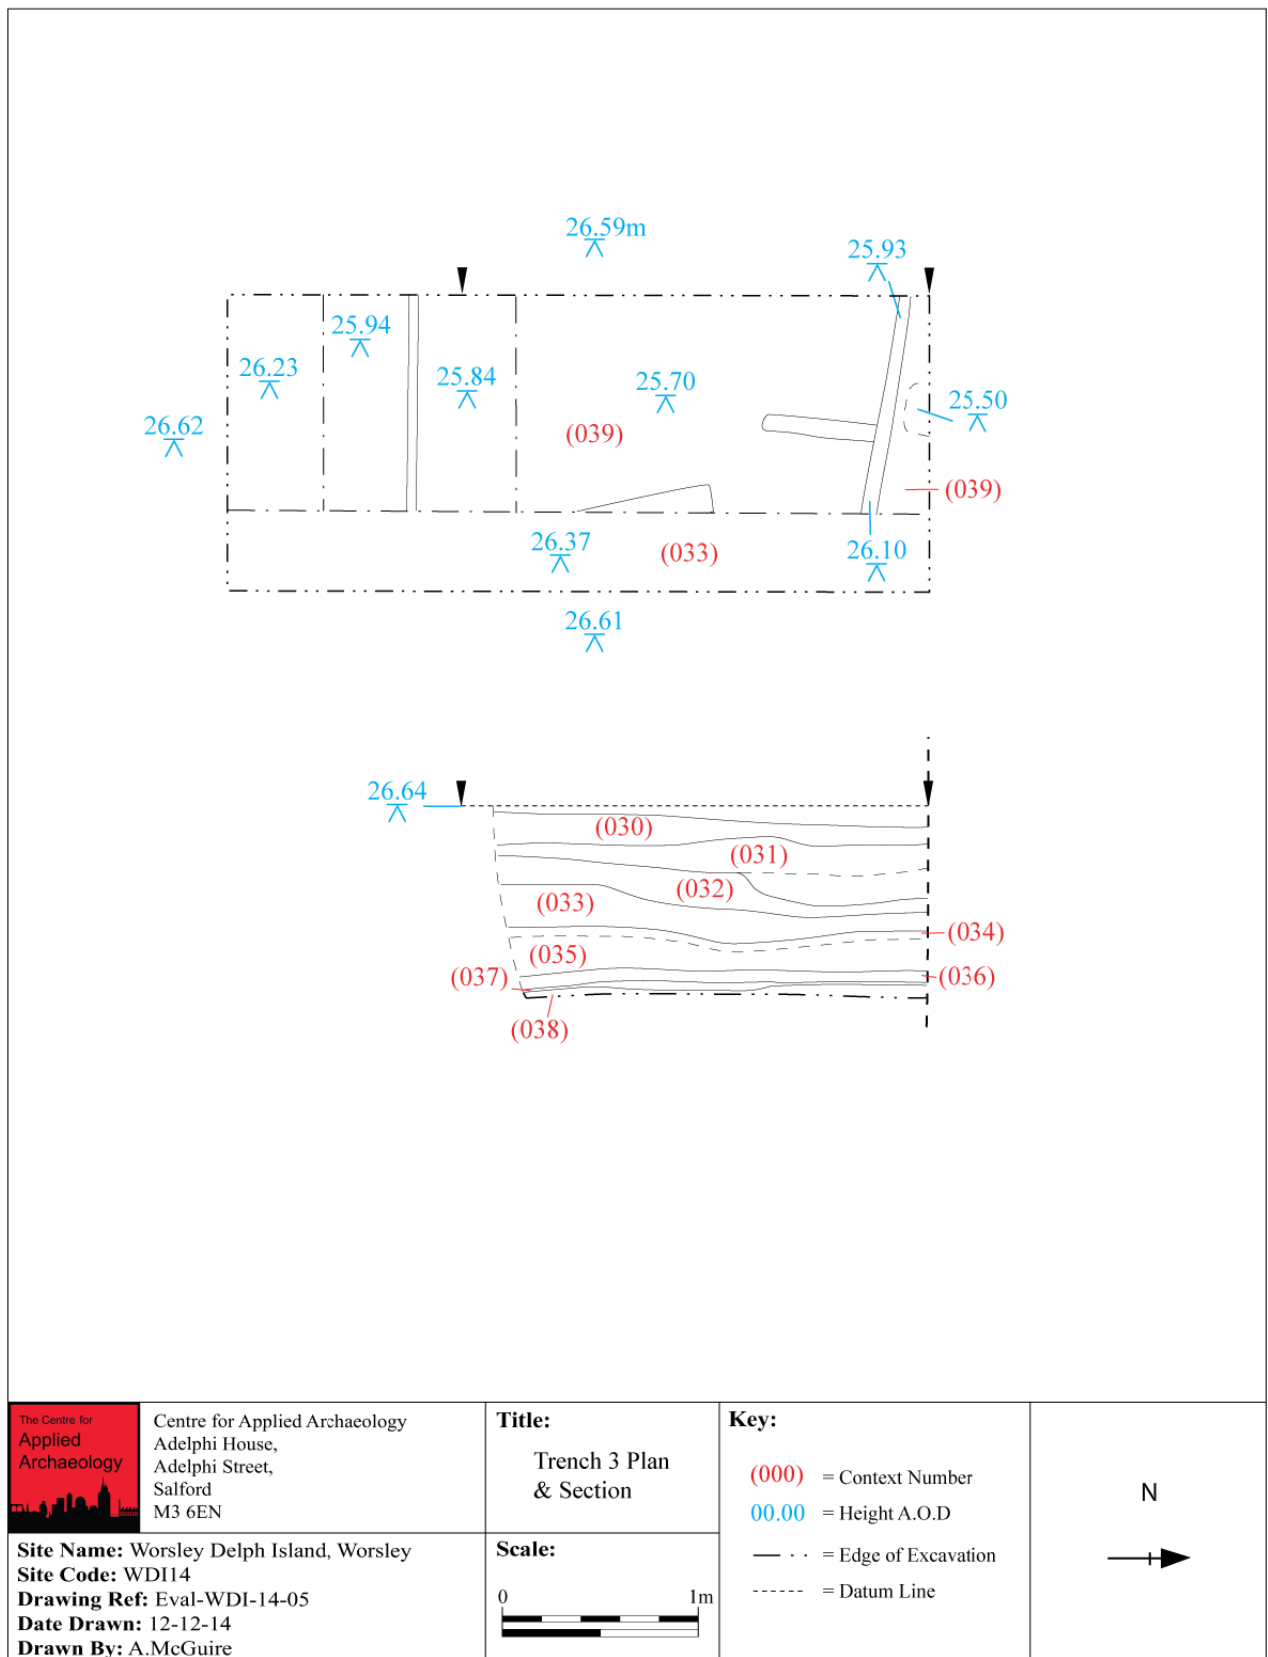 26.59m
25.93
25.94
26.23
25.84
25.70
25.50
26.62
(039)
(039)
26.37
(033)
26.10
26.61
26.64
(030)
(031)
(032)
(033)
(034)
(035)
(037)
(036)
(038)
The Centre for
Applied
Archaeology
Centre for Applied Archaeology
Adelphi House,
Adelphi Street,
Salford
M3 6EN
Title:
Trench 3 Plan
& Section
Key:
(000) = Context Number
00.00 = Height A.O.D
= Edge of Excavation
= Datum Line
N
Site Name: Worsley Delph Island, Worsley
Site Code: WDI14
Drawing Ref: Eval-WDI-14-05
Date Drawn: 12-12-14
Drawn By: A.McGuire
Scale:
0 1m